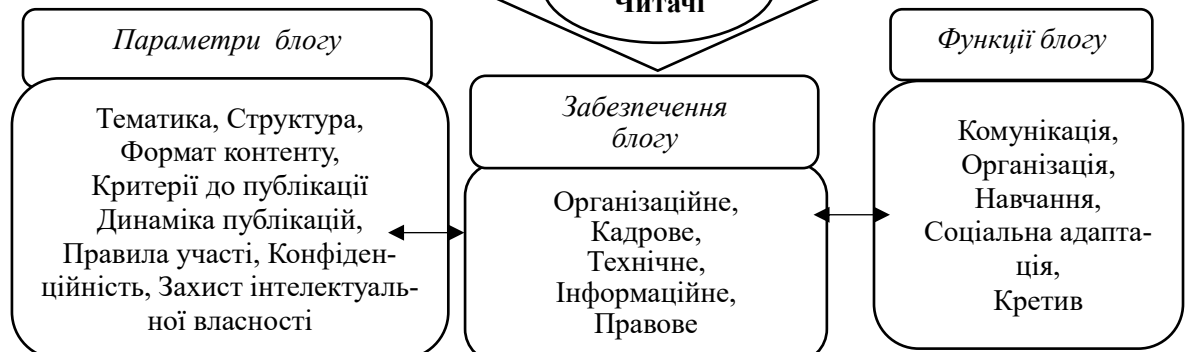 Читачі
Параметри блогу
Тематика, Структура,
Формат контенту,
Критерії до публікації
Динаміка публікацій,
Правила участі, Конфіден-
ційність, Захист інтелектуаль-
ної власності
Забезпечення
блогу
Організаційне,
Кадрове,
Технічне,
Інформаційне,
Правове
Функції блогу
Комунікація,
Організація,
Навчання,
Соціальна адапта-
ція,
Кретив